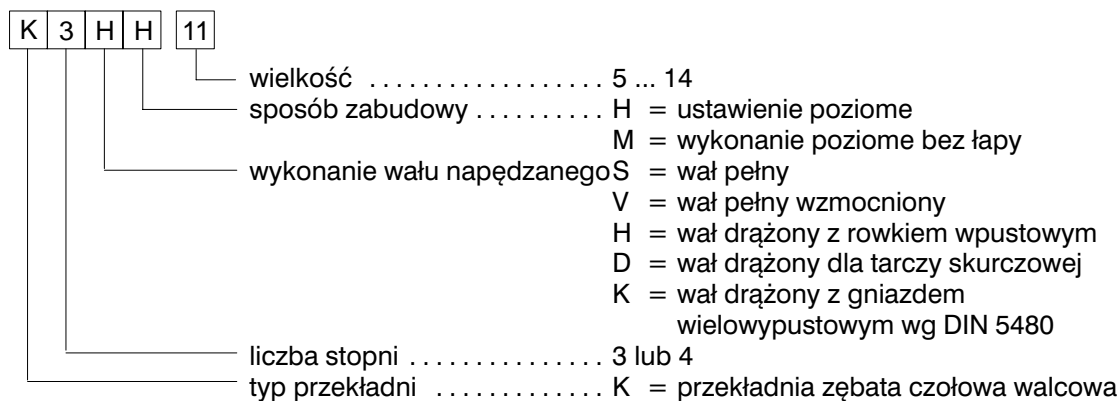 K 3 H H 11
wielkość . . . . . . . . . . . . . . . . . . 5 ... 14
sposób zabudowy . . . . . . . . . . H = ustawienie poziome
M = wykonanie poziome bez łapy
wykonanie wału napędzanego S = wał pełny
V = wał pełny wzmocniony
H = wał drążony z rowkiem wpustowym
D = wał drążony dla tarczy skurczowej
K = wał drążony z gniazdem
wielowypustowym wg DIN 5480
liczba stopni . . . . . . . . . . . . . . . 3 lub 4
typ przekładni . . . . . . . . . . . . . K = przekładnia zębata czołowa walcowa